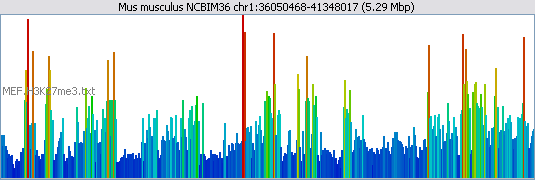 Mus musculus NCBIM36 chr1:36050468-41348017 (5.29 Mbp)
MEF.H3K27me3.txt